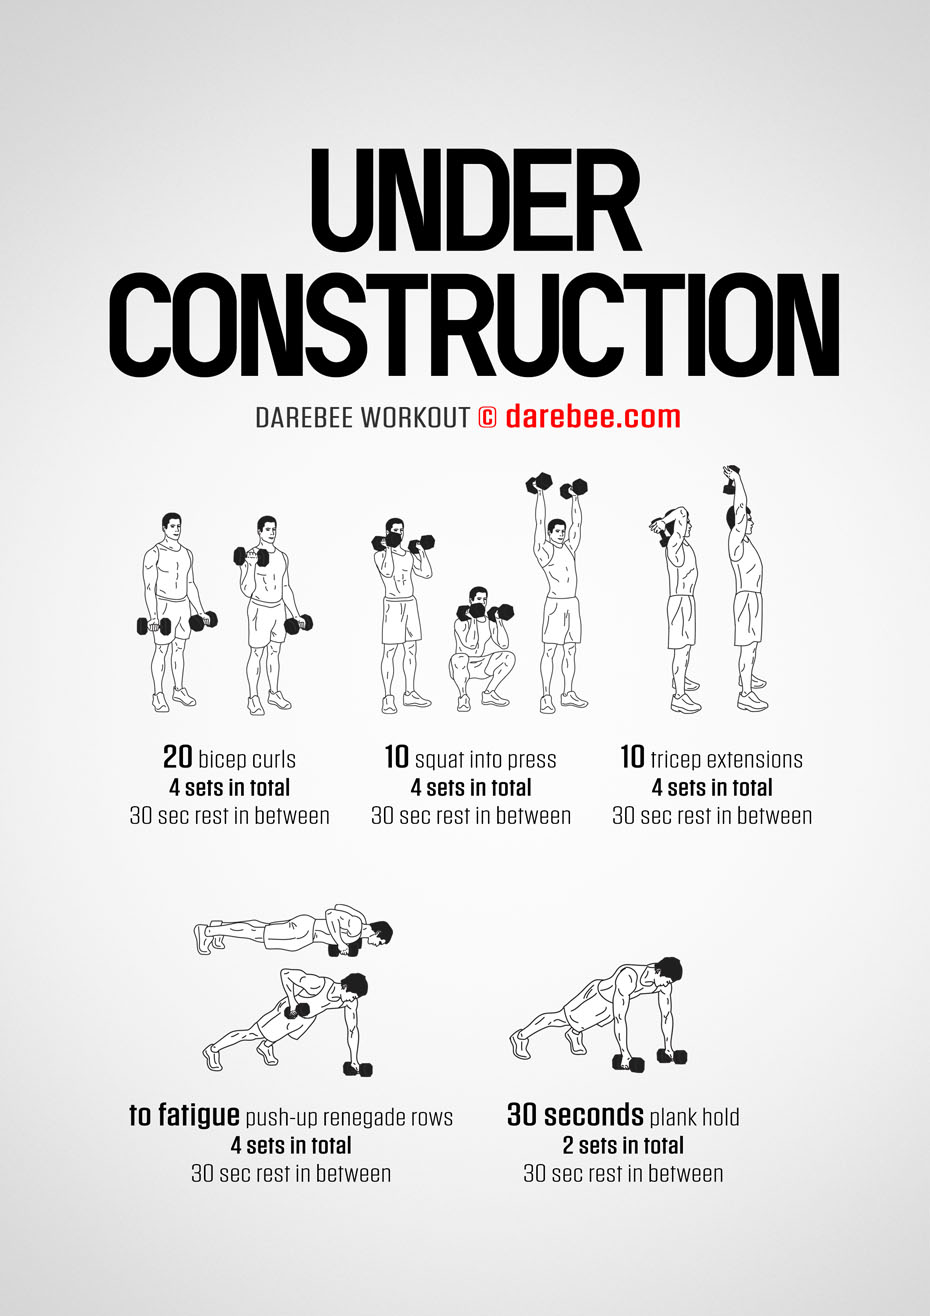 UNDER
CONSTRUCTION
DAREBEE WORKOUT © darebee.com
20 bicep curls
4 sets in total
30 sec rest in between
10 squat into press
4 sets in total
30 sec rest in between
10 tricep extensions
4 sets in total
30 sec rest in between
to fatigue push-up renegade rows
4 sets in total
30 sec rest in between
30 seconds plank hold
2 sets in total
30 sec rest in between